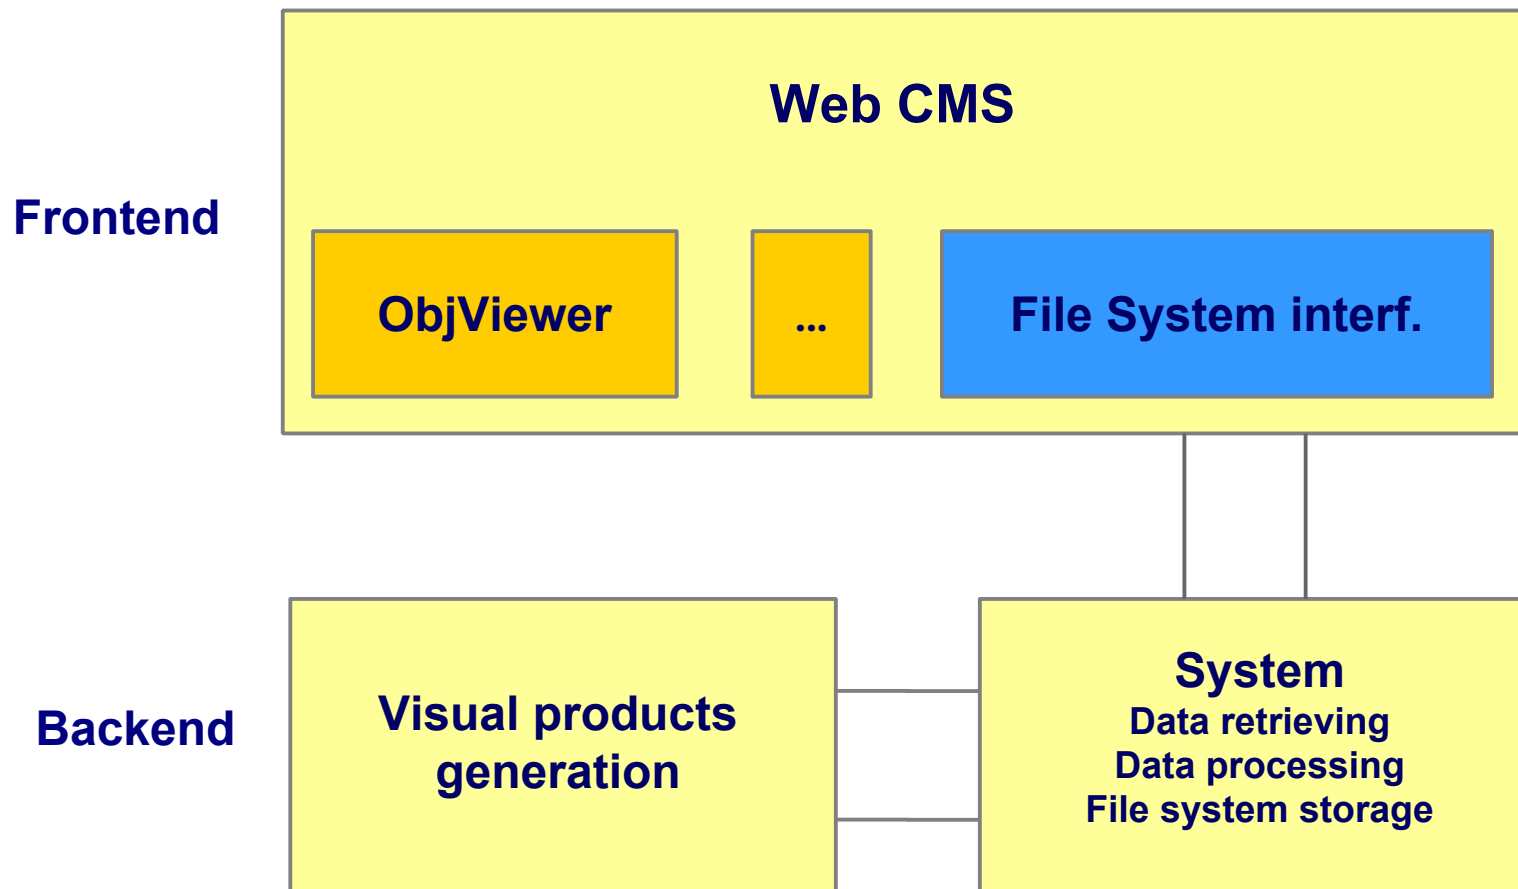 Web CMS
Frontend
ObjViewer
...
File System interf.
Backend
Visual products
generation
System
Data retrieving
Data processing
File system storage